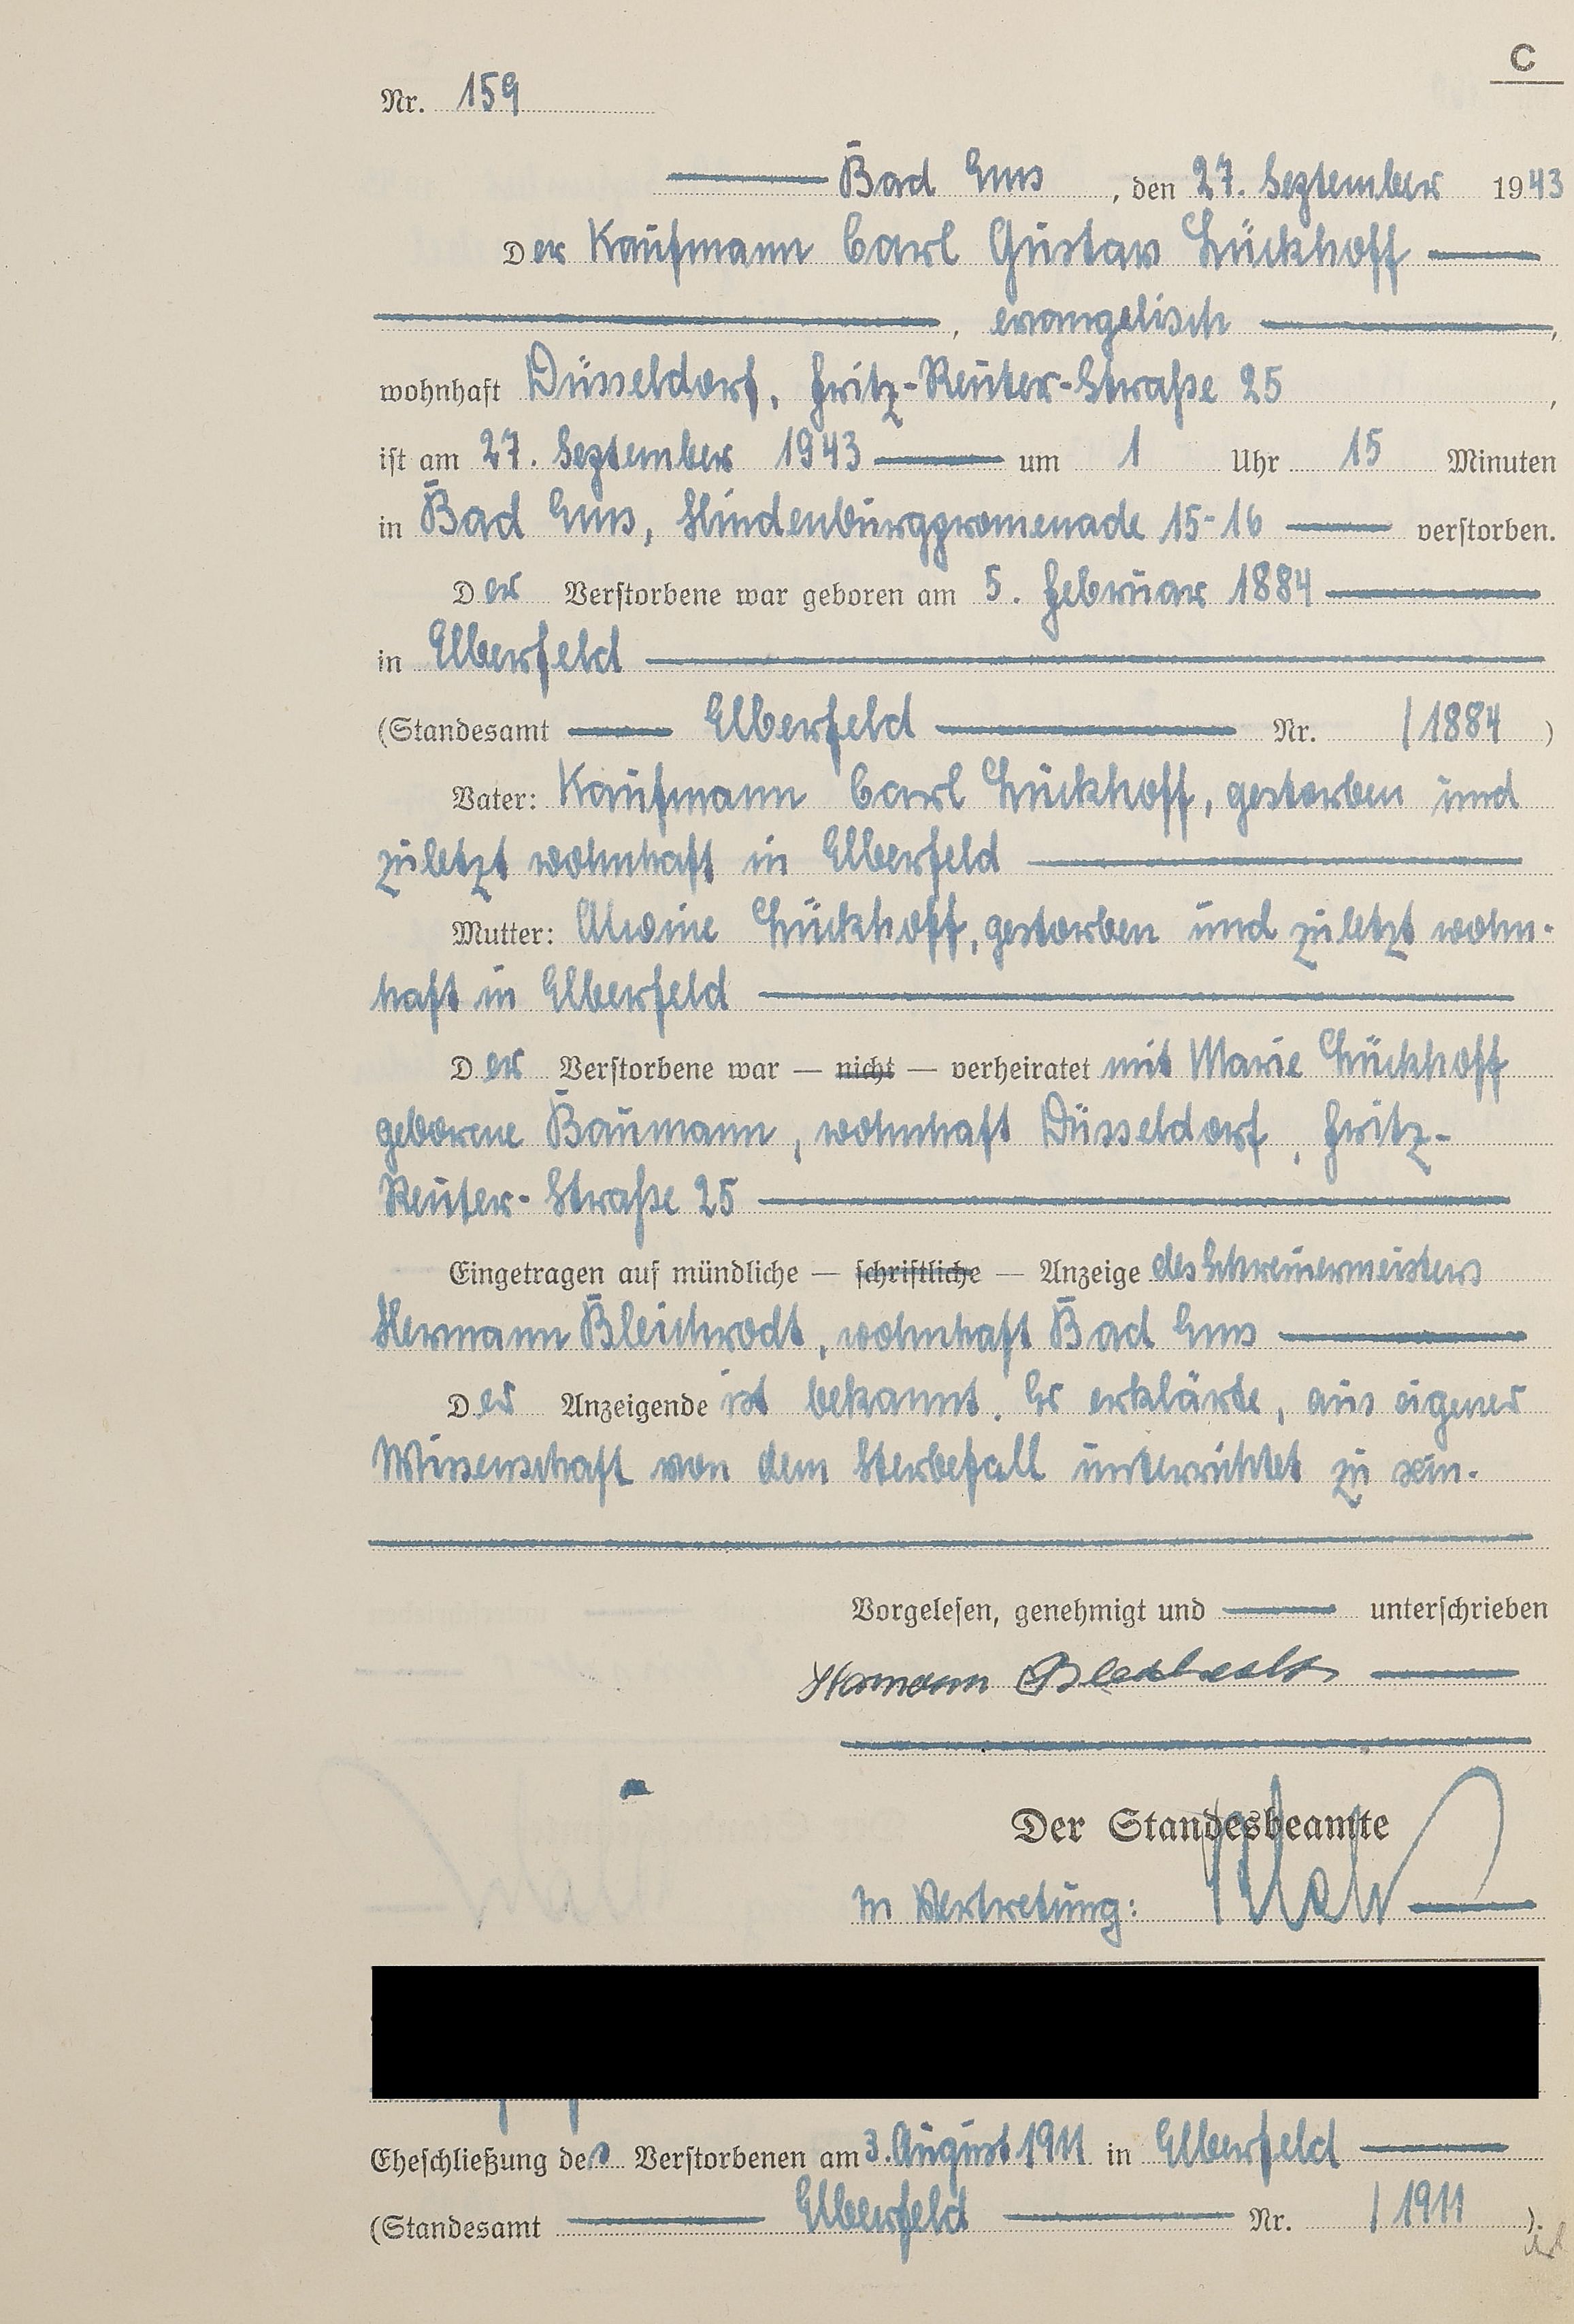 C
Nr. 159
Bad Ems, den 27. September 1943
Der Kaufmann Carl Gustav Lückhoff
, evangelisch ,
wohnhaft Düsseldorf, Fritz-Reuter-Straße 25 ,
ist am 27. September 1943 um 1 Uhr 15 Minuten
in Bad Ems, Hindenburgpromenade 15-16 verstorben.
Der Verstorbene war geboren am 5. Februar 1884
in Elberfeld
(Standesamt Elberfeld Nr. /1884 )
Vater: Kaufmann Carl Lückhoff, gestorben und
zuletzt wohnhaft in Elberfeld
Mutter: Alwine Lückhoff, gestorben und zuletzt wohn-
haft in Elberfeld
Der Verstorbene war — nicht — verheiratet mit Marie Lückhoff
geborene Baumann, wohnhaft Düsseldorf, Fritz-
Reuter-Straße 25
Eingetragen auf mündliche — schriftliche — Anzeige des Schreinermeisters
Hermann Bleichrodt, wohnhaft Bad Ems
Der Anzeigende ist bekannt. Er erklärte, aus eigener
Wissenschaft von dem Sterbefall unterrichtet zu sein.
Vorgelesen, genehmigt und unterschrieben
Hermann Bleichrodt
Der Standesbeamte
In Vertretung:
Eheschließung des Verstorbenen am 3. August 1911 in Elberfeld
(Standesamt Elberfeld Nr. /1911 ).